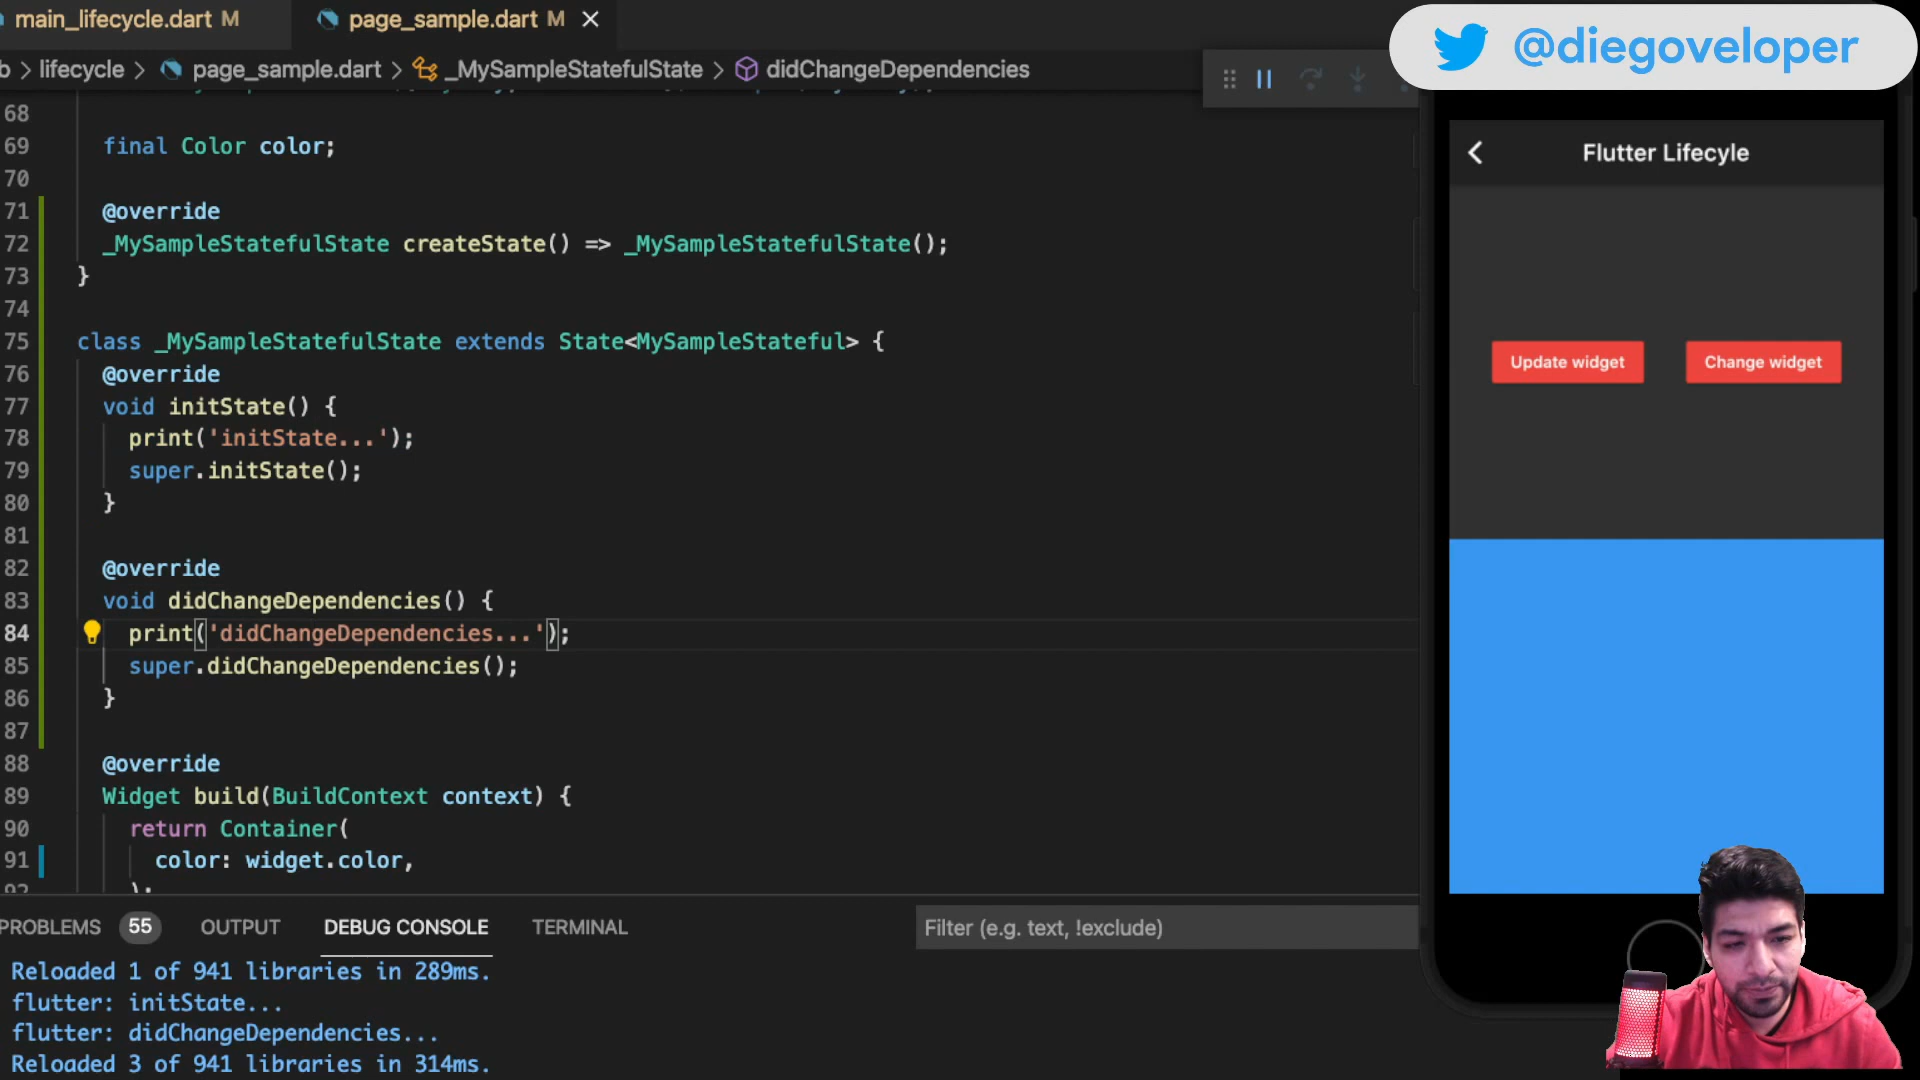 main_lifecycle.dart M
page_sample.dart M
@diegoveloper
b > lifecycle > page_sample.dart > _MySampleStatefulState > didChangeDependencies
68
69 final Color color;
70
71 @override
72 _MySampleStatefulState createState() => _MySampleStatefulState();
73 }
74
75 class _MySampleStatefulState extends State<MySampleStateful> {
76 @override
77 void initState() {
78 print('initState...');
79 super.initState();
80 }
81
82 @override
83 void didChangeDependencies() {
84 print('didChangeDependencies...');
85 super.didChangeDependencies();
86 }
87
88 @override
89 Widget build(BuildContext context) {
90 return Container(
91 color: widget.color,
92 );
PROBLEMS 55 OUTPUT DEBUG CONSOLE TERMINAL
Filter (e.g. text, !exclude)
Reloaded 1 of 941 libraries in 289ms.
flutter: initState...
flutter: didChangeDependencies...
Reloaded 3 of 941 libraries in 314ms.
Flutter Lifecyle
Update widget
Change widget